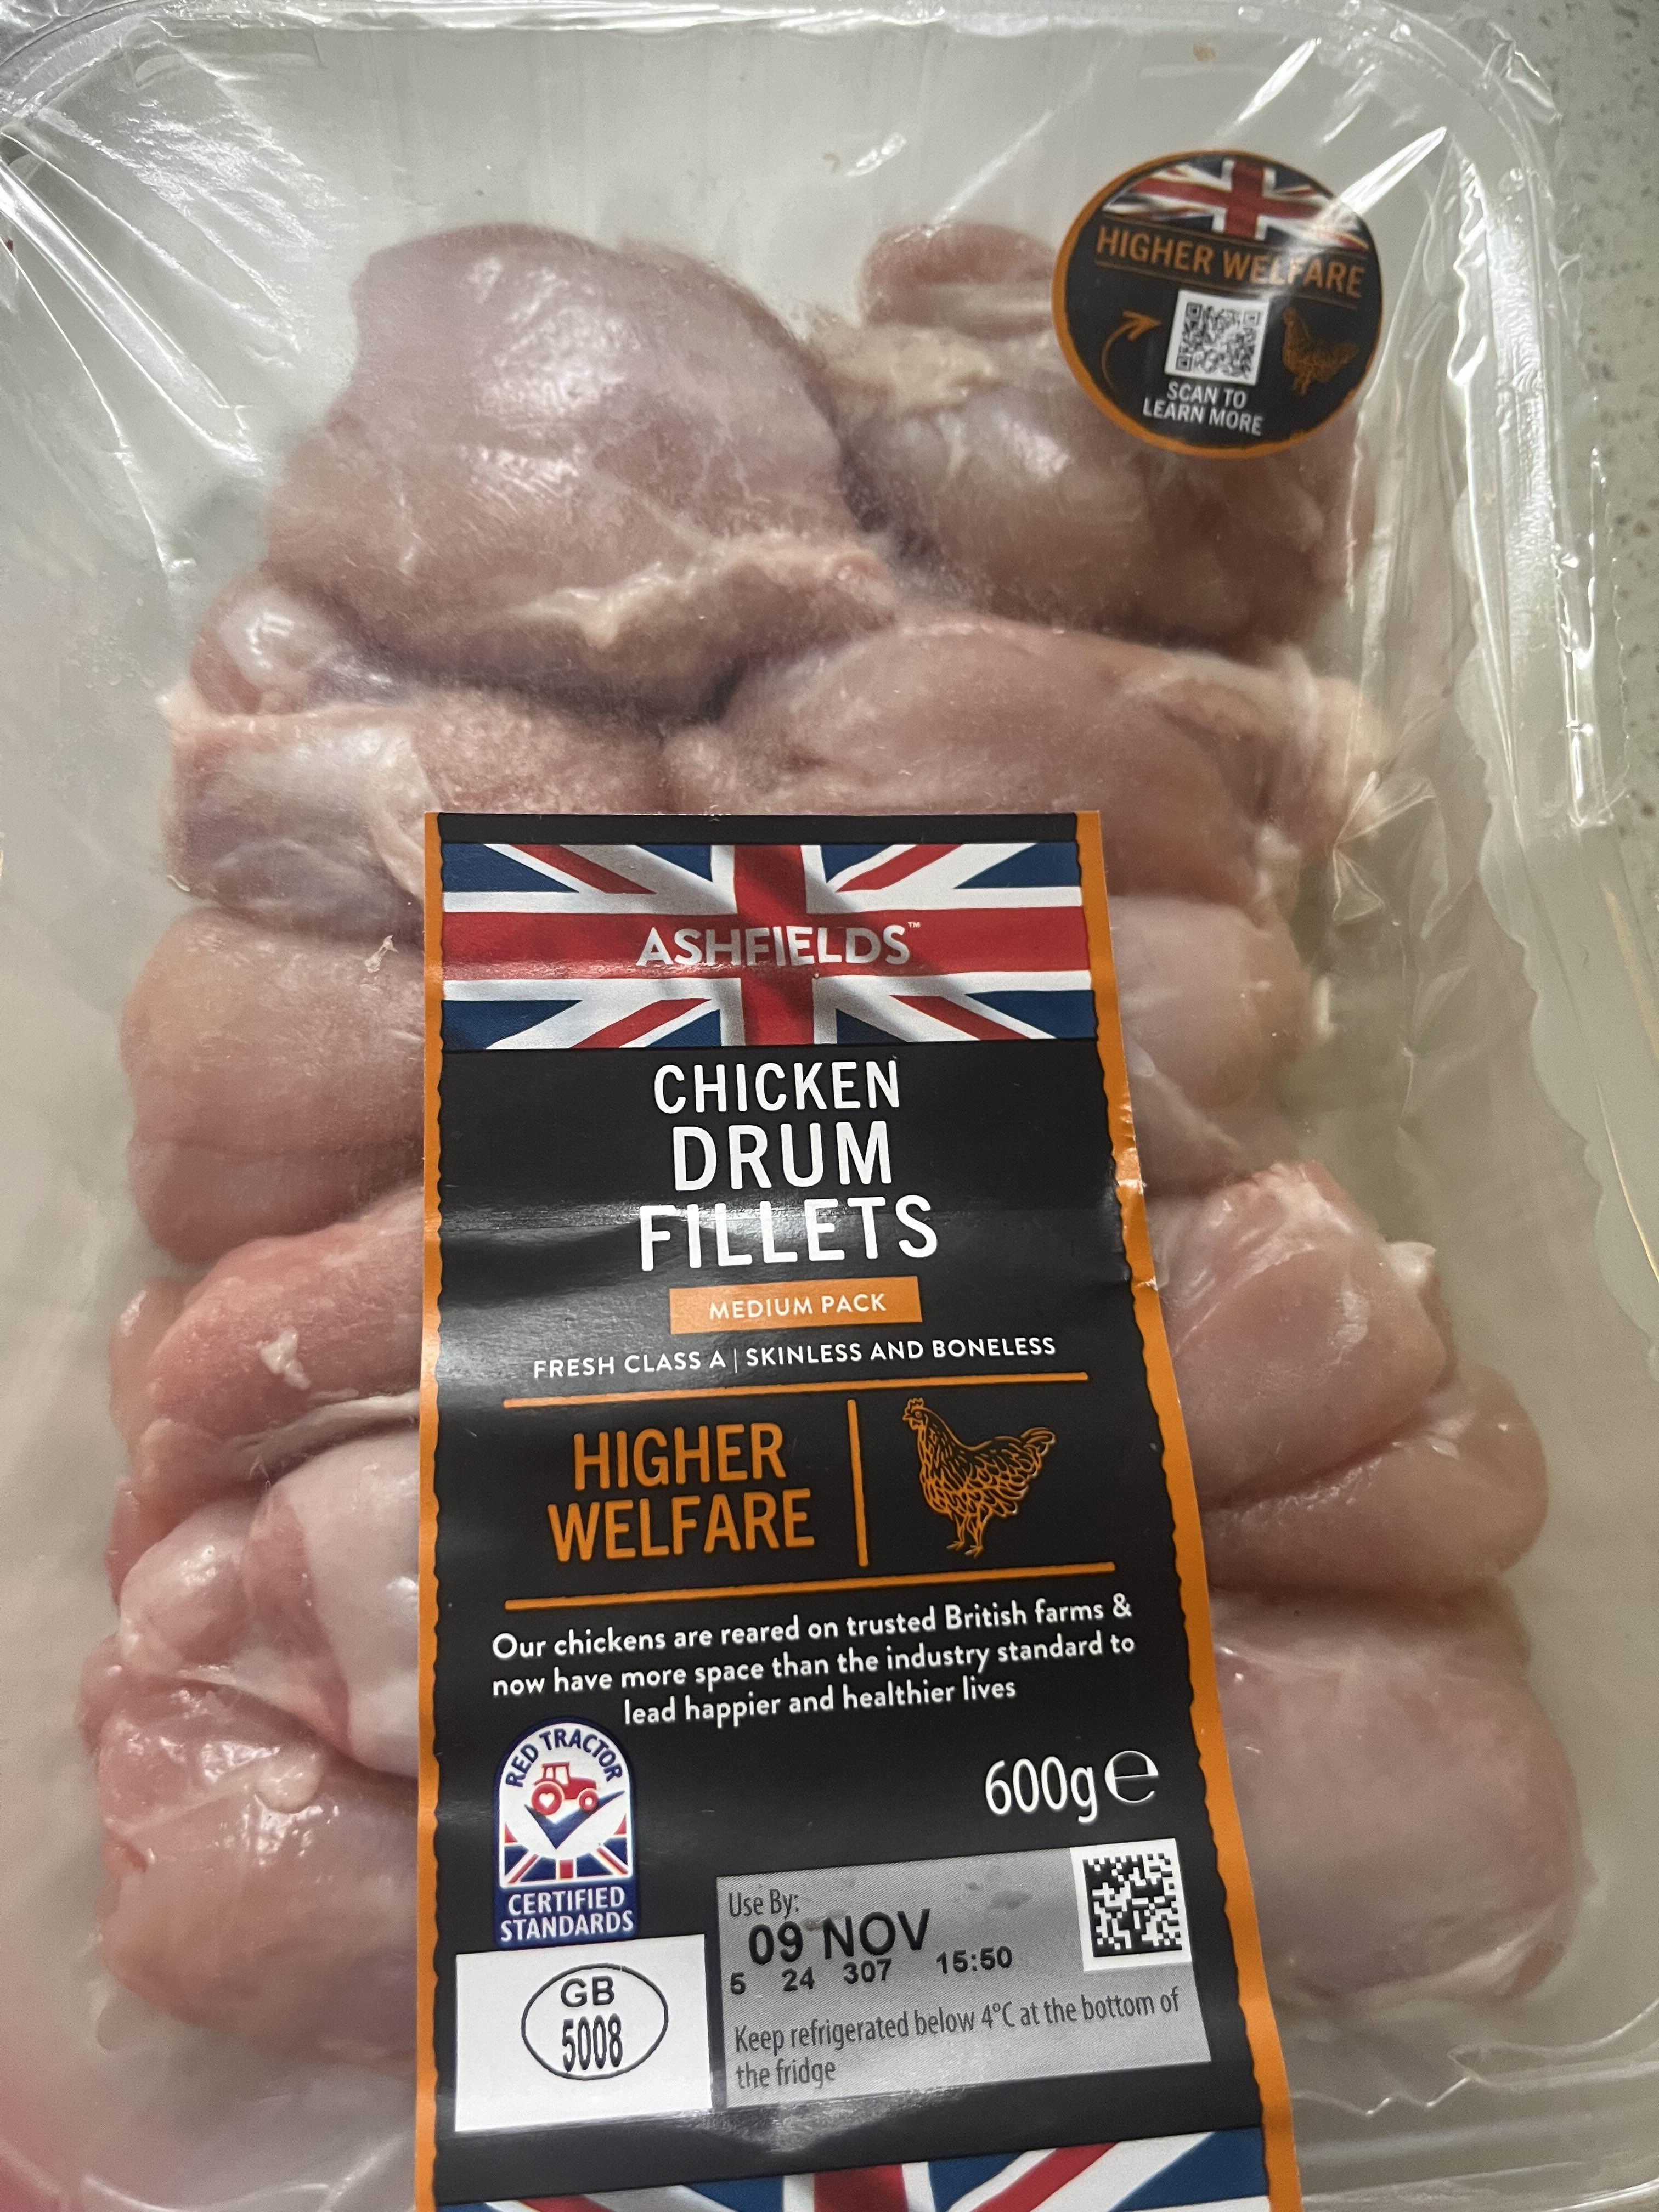 HIGHER WELFARE
SCAN TO
LEARN MORE
ASHFIELDS™
CHICKEN
DRUM
FILLETS
MEDIUM PACK
FRESH CLASS A | SKINLESS AND BONELESS
HIGHER
WELFARE
Our chickens are reared on trusted British farms &
now have more space than the industry standard to
lead happier and healthier lives
RED TRACTOR
CERTIFIED
STANDARDS
600g ℮
GB
5008
Use By:
09 NOV
5 24 307 15:50
Keep refrigerated below 4°C at the bottom of
the fridge